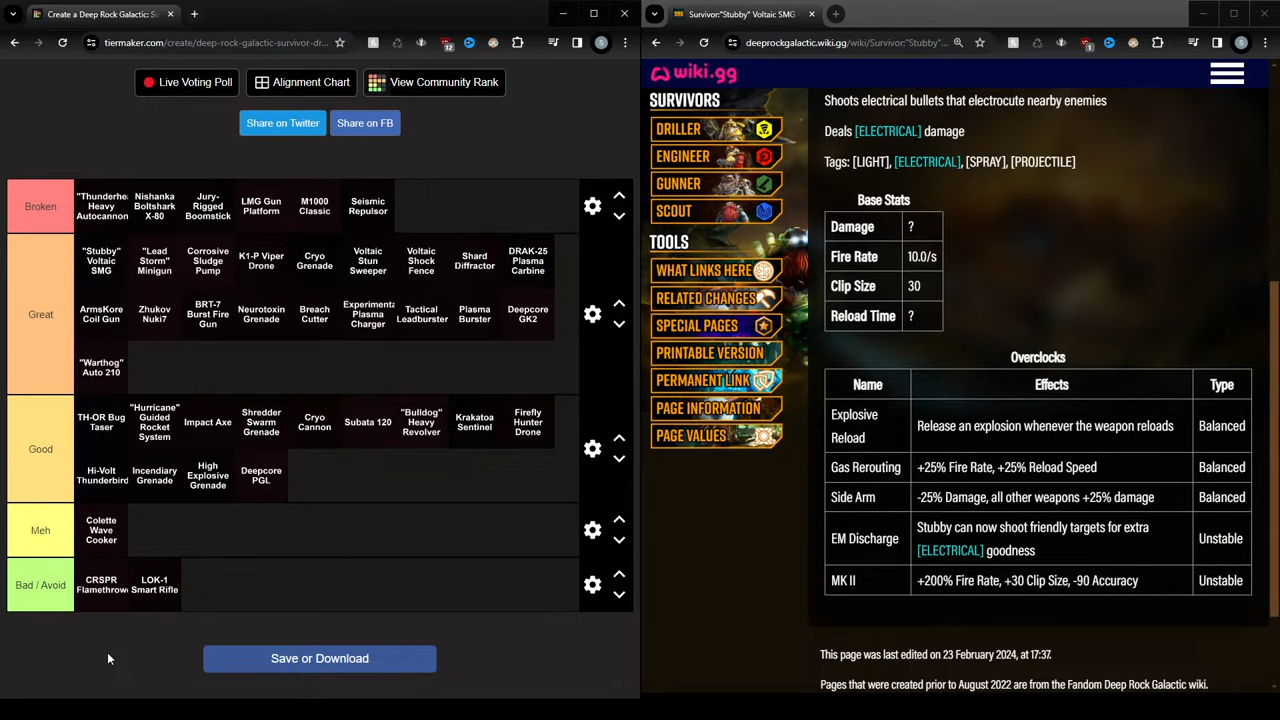 Create a Deep Rock Galactic: Su
tiermaker.com/create/deep-rock-galactic-survivor-dr...
12
S
Live Voting Poll
Alignment Chart
View Community Rank
Share on Twitter
Share on FB
Broken
"Thunderhea
Heavy
Autocannon
Nishanka
Boltshark
X-80
Jury-
Rigged
Boomstick
LMG Gun
Platform
M1000
Classic
Seismic
Repulsor
Great
"Stubby"
Voltaic
SMG
"Lead
Storm"
Minigun
Corrosive
Sludge
Pump
K1-P Viper
Drone
Cryo
Grenade
Voltaic
Stun
Sweeper
Voltaic
Shock
Fence
Shard
Diffractor
DRAK-25
Plasma
Carbine
ArmsKore
Coil Gun
Zhukov
Nuki7
BRT-7
Burst Fire
Gun
Neurotoxin
Grenade
Breach
Cutter
Experimenta
Plasma
Charger
Tactical
Leadburster
Plasma
Burster
Deepcore
GK2
"Warthog"
Auto 210
Good
TH-OR Bug
Taser
"Hurricane"
Guided
Rocket
System
Impact Axe
Shredder
Swarm
Grenade
Cryo
Cannon
Subata 120
"Bulldog"
Heavy
Revolver
Krakatoa
Sentinel
Firefly
Hunter
Drone
Hi-Volt
Thunderbird
Incendiary
Grenade
High
Explosive
Grenade
Deepcore
PGL
Meh
Colette
Wave
Cooker
Bad / Avoid
CRSPR
Flamethrowe
LOK-1
Smart Rifle
Save or Download
Survivor:"Stubby" Voltaic SMG
deeprockgalactic.wiki.gg/wiki/Survivor:"Stubby"...
1
S
wiki.gg
SURVIVORS
DRILLER
ENGINEER
GUNNER
SCOUT
TOOLS
WHAT LINKS HERE
RELATED CHANGES
SPECIAL PAGES
PRINTABLE VERSION
PERMANENT LINK
PAGE INFORMATION
PAGE VALUES
Shoots electrical bullets that electrocute nearby enemies
Deals [ELECTRICAL] damage
Tags: [LIGHT], [ELECTRICAL], [SPRAY], [PROJECTILE]
Base Stats
Damage ?
Fire Rate 10.0/s
Clip Size 30
Reload Time ?
Overclocks
Name Effects Type
Explosive
Reload
Release an explosion whenever the weapon reloads
Balanced
Gas Rerouting +25% Fire Rate, +25% Reload Speed Balanced
Side Arm -25% Damage, all other weapons +25% damage Balanced
EM Discharge
Stubby can now shoot friendly targets for extra
[ELECTRICAL] goodness
Unstable
MK II +200% Fire Rate, +30 Clip Size, -90 Accuracy Unstable
This page was last edited on 23 February 2024, at 17:37.
Pages that were created prior to August 2022 are from the Fandom Deep Rock Galactic wiki.